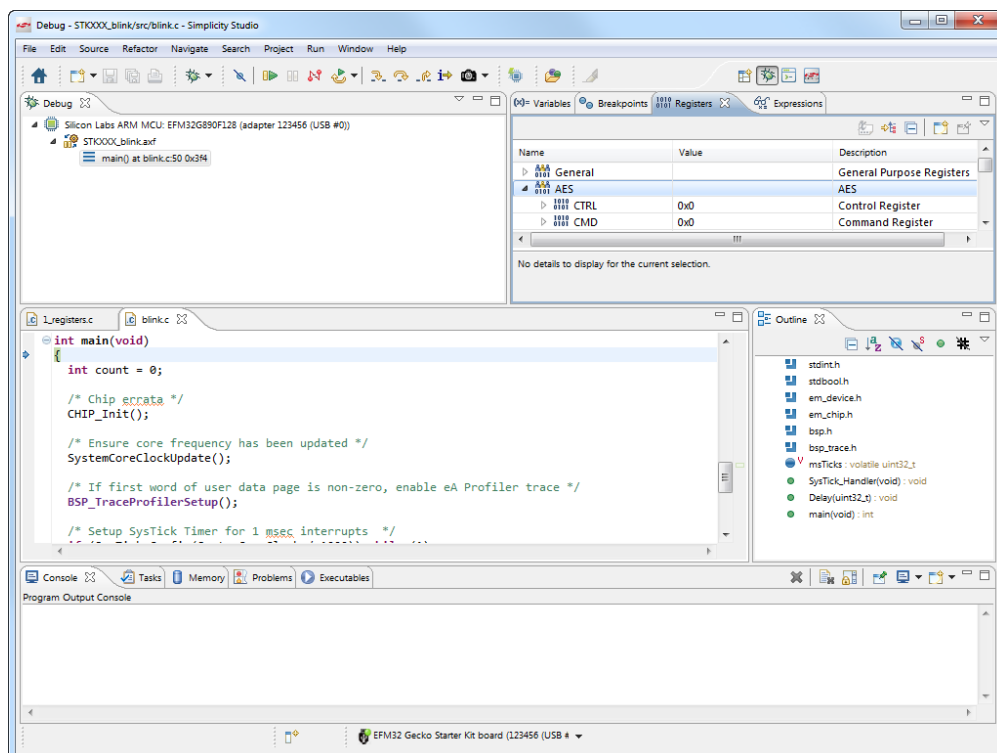 Debug - STKXXX_blink/src/blink.c - Simplicity Studio
File Edit Source Refactor Navigate Search Project Run Window Help
Debug
Silicon Labs ARM MCU: EFM32G890F128 (adapter 123456 (USB #0))
STKXXX_blink.axf
main() at blink.c:50 0x3f4
(x)= Variables Breakpoints Registers Expressions
Name Value Description
General General Purpose Registers
AES AES
CTRL 0x0 Control Register
CMD 0x0 Command Register
No details to display for the current selection.
1_registers.c blink.c
int main(void)
{
int count = 0;
/* Chip errata */
CHIP_Init();
/* Ensure core frequency has been updated */
SystemCoreClockUpdate();
/* If first word of user data page is non-zero, enable eA Profiler trace */
BSP_TraceProfilerSetup();
/* Setup SysTick Timer for 1 msec interrupts */
Outline
stdint.h
stdbool.h
em_device.h
em_chip.h
bsp.h
bsp_trace.h
msTicks : volatile uint32_t
SysTick_Handler(void) : void
Delay(uint32_t) : void
main(void) : int
Console Tasks Memory Problems Executables
Program Output Console
EFM32 Gecko Starter Kit board (123456 (USB #